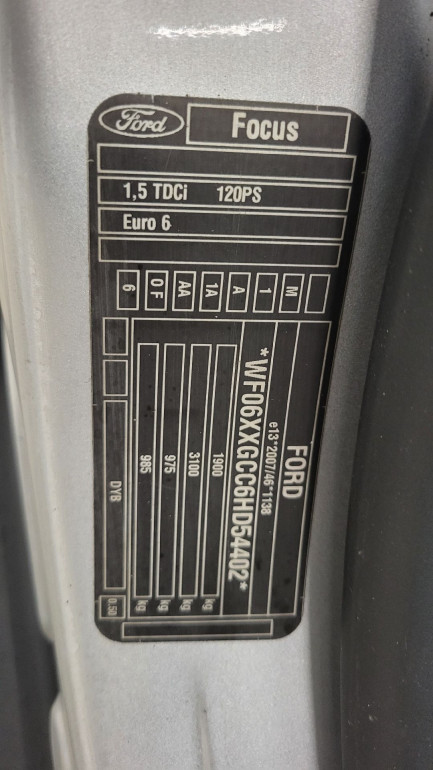 Ford
Focus
1,5 TDCi 120PS
Euro 6
6 0F AA 1A A 1 M
FORD
e13*2007/46*1138
*WF06XXGCC6HD54402*
1900 kg
3100 kg
975 kg
985 kg
DYB 0.50